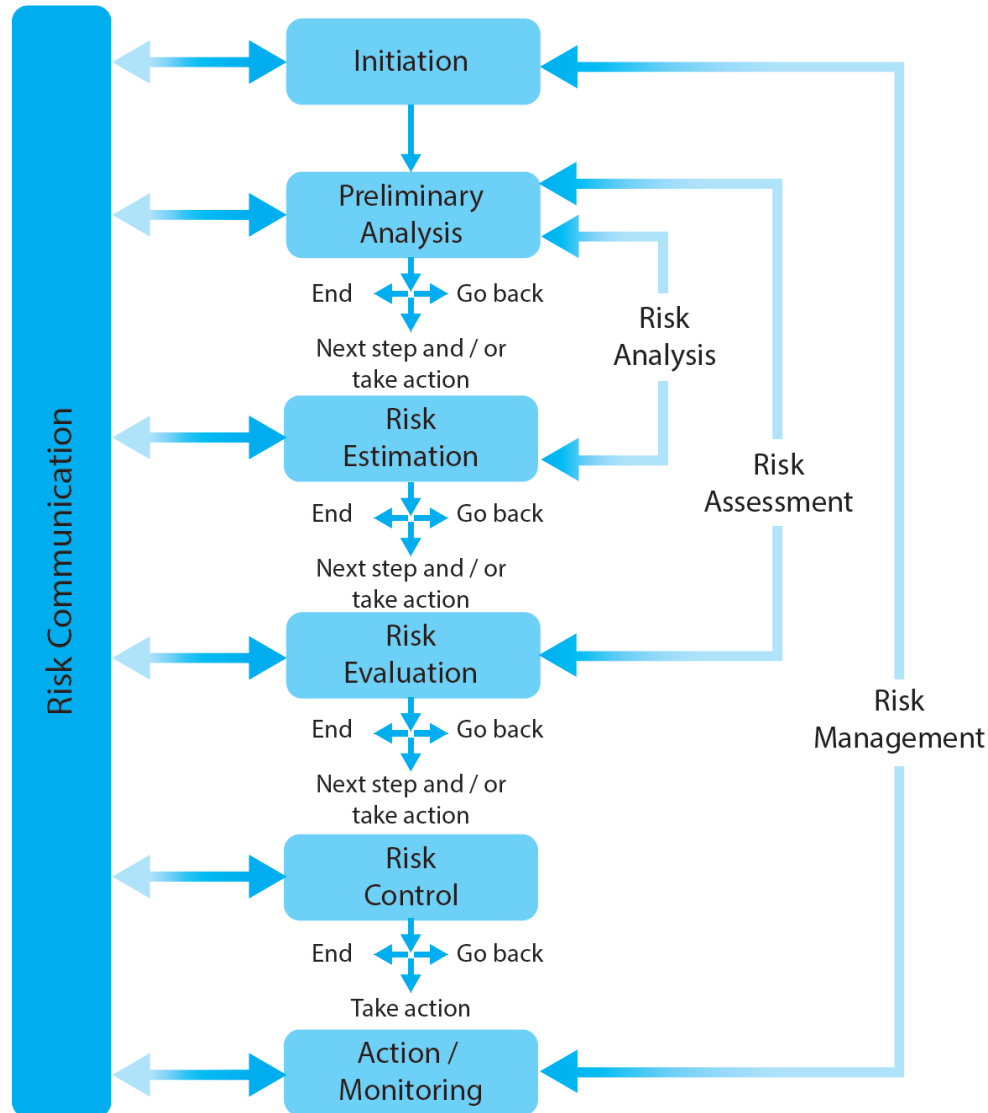 Risk Communication
Initiation
Preliminary
Analysis
End
Go back
Next step and / or
take action
Risk
Estimation
End
Go back
Next step and / or
take action
Risk
Evaluation
End
Go back
Next step and / or
take action
Risk
Control
End
Go back
Take action
Action /
Monitoring
Risk
Analysis
Risk
Assessment
Risk
Management